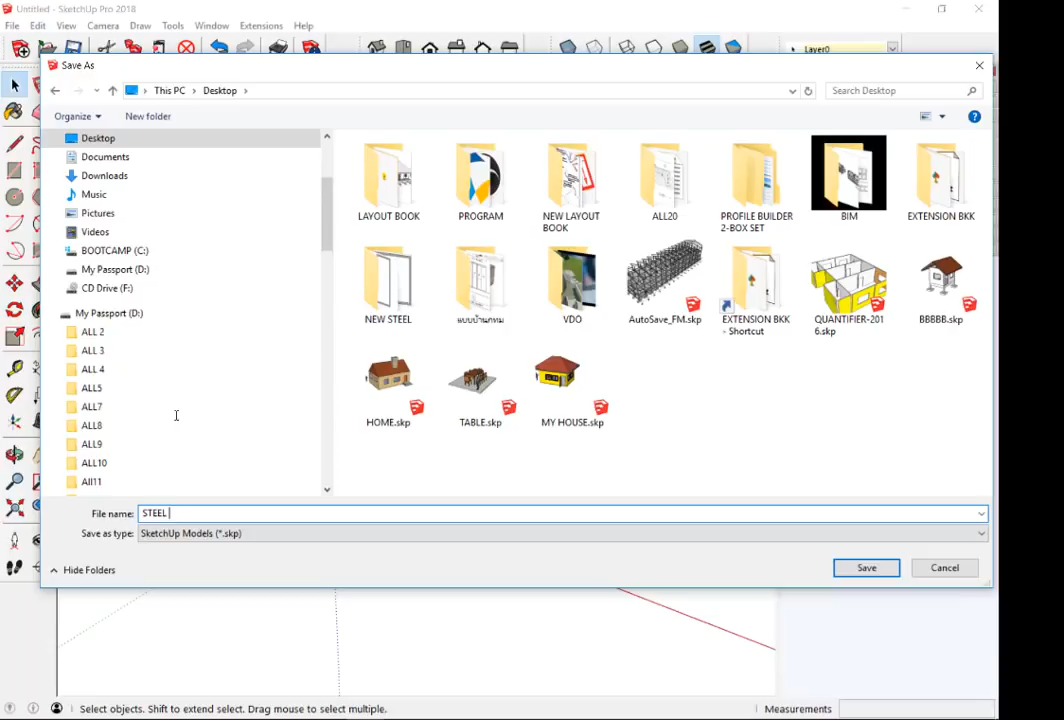 Untitled - SketchUp Pro 2018
File Edit View Camera Draw Tools Window Extensions Help
Layer0
Save As
This PC > Desktop >
Search Desktop
Organize New folder
Desktop
Documents
Downloads
Music
Pictures
Videos
BOOTCAMP (C:)
My Passport (D:)
CD Drive (F:)
My Passport (D:)
ALL 2
ALL 3
ALL 4
ALL5
ALL7
ALL8
ALL9
ALL10
All11
LAYOUT BOOK
PROGRAM
NEW LAYOUT
BOOK
ALL20
PROFILE BUILDER
2-BOX SET
BIM
EXTENSION BKK
NEW STEEL
แบบบ้านภทม
VDO
AutoSave_FM.skp
EXTENSION BKK
- Shortcut
QUANTIFIER-201
6.skp
BBBBB.skp
HOME.skp
TABLE.skp
MY HOUSE.skp
File name: STEEL
Save as type: SketchUp Models (*.skp)
Hide Folders
Save
Cancel
Select objects. Shift to extend select. Drag mouse to select multiple.
Measurements